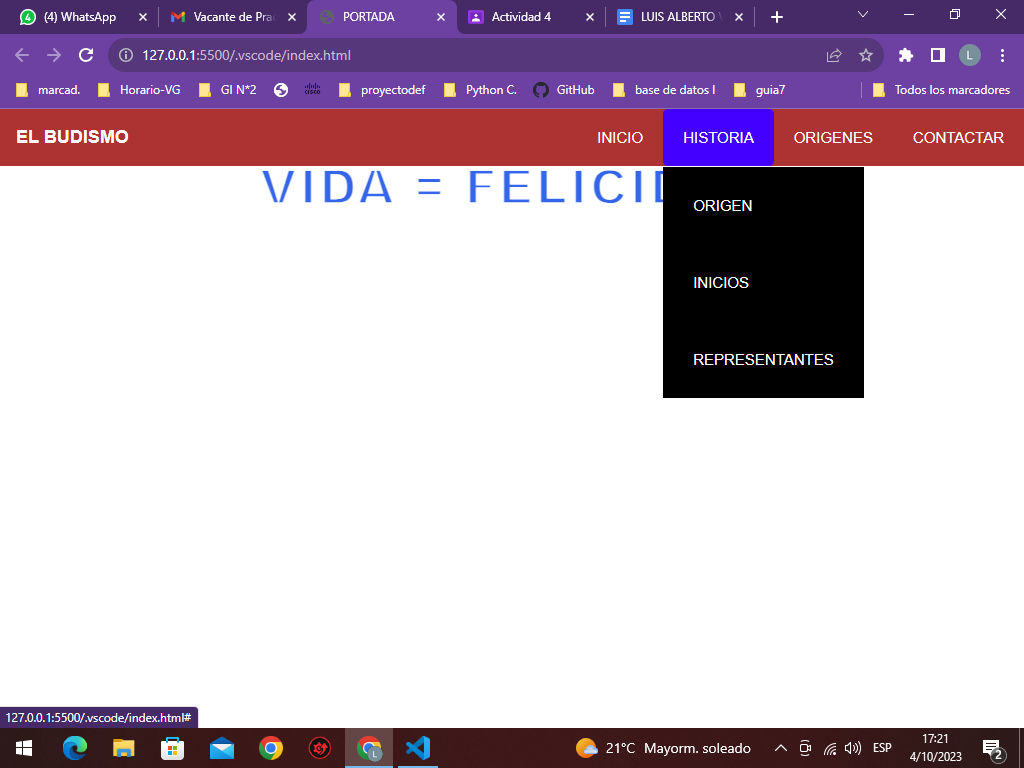 (4) WhatsApp
Vacante de Pra
PORTADA
Actividad 4
LUIS ALBERTO
127.0.0.1:5500/.vscode/index.html
L
marcad.
Horario-VG
GI N*2
cisco
proyectodef
Python C.
GitHub
base de datos I
guia7
Todos los marcadores
EL BUDISMO
INICIO
HISTORIA
ORIGENES
CONTACTAR
VIDA = FELICID
ORIGEN
INICIOS
REPRESENTANTES
127.0.0.1:5500/.vscode/index.html#
21°C Mayorm. soleado
ESP
17:21
4/10/2023
2